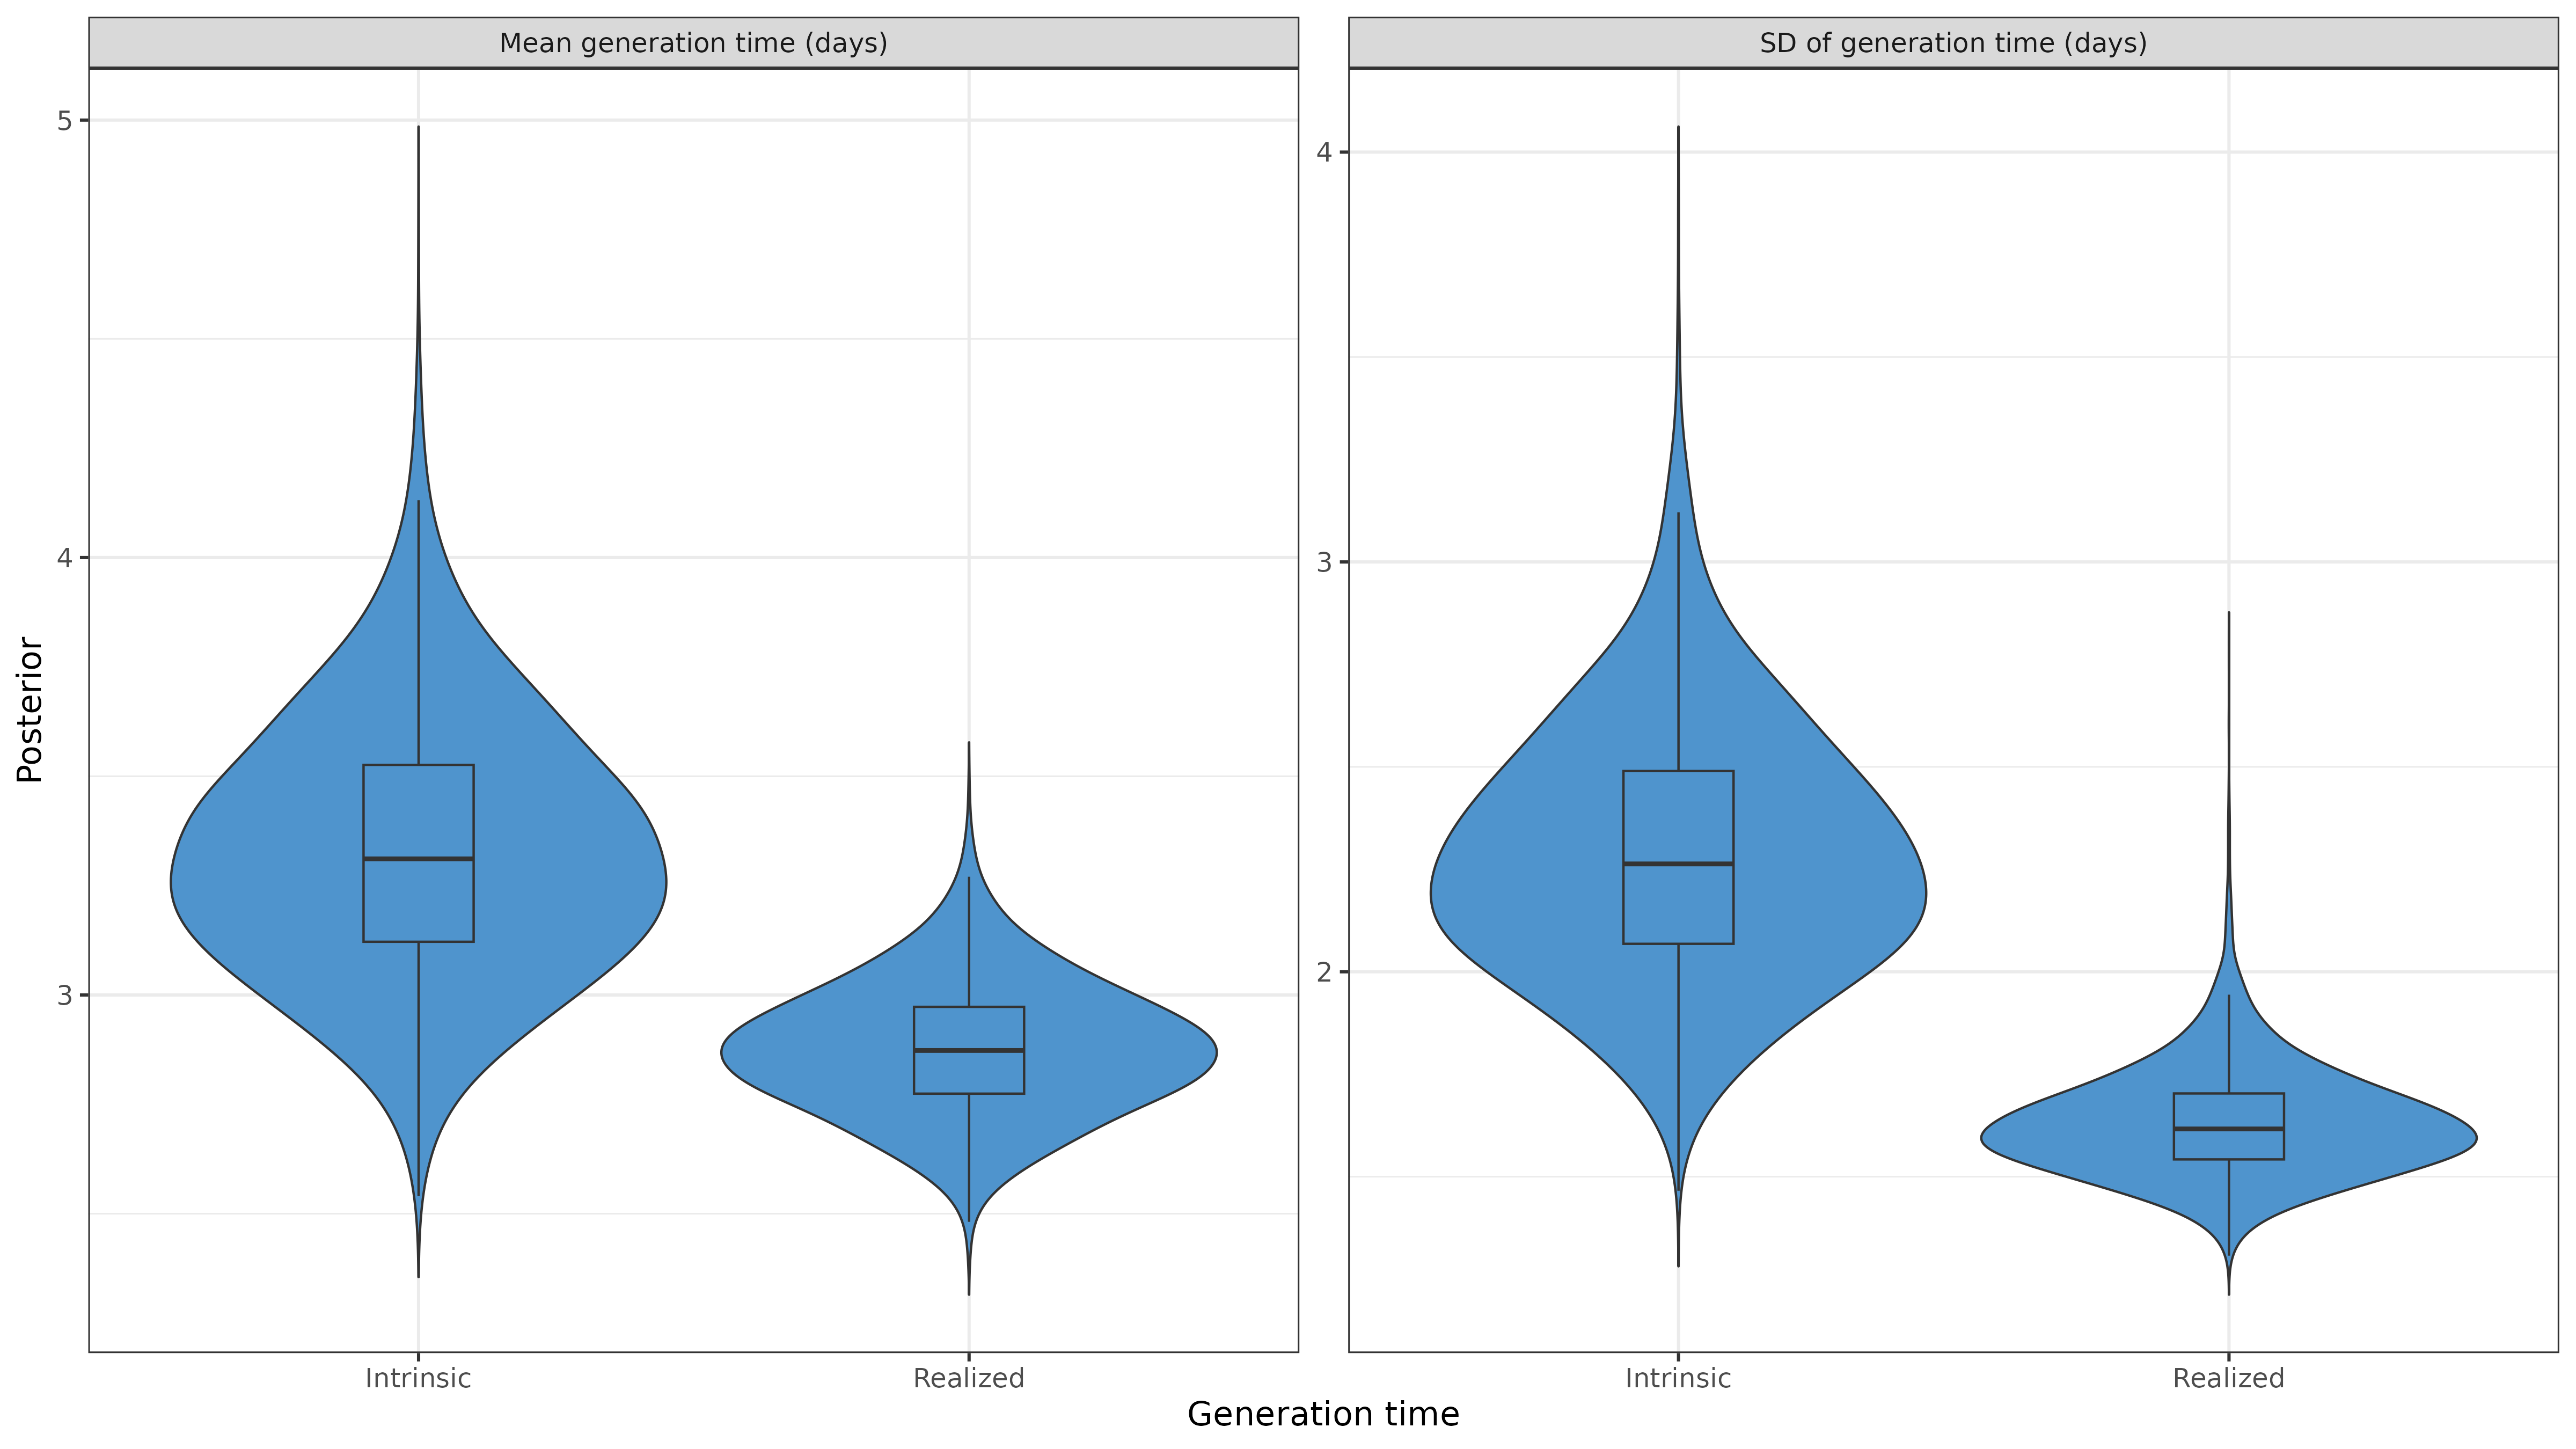 Mean generation time (days)
SD of generation time (days)
Posterior
5
4
3
4
3
2
Intrinsic
Realized
Intrinsic
Realized
Generation time